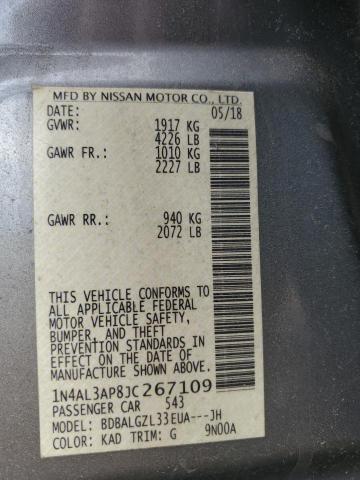 MFD BY NISSAN MOTOR CO., LTD.
DATE: 05/18
GVWR: 1917 KG
4226 LB
GAWR FR.: 1010 KG
2227 LB
GAWR RR.: 940 KG
2072 LB
THIS VEHICLE CONFORMS TO
ALL APPLICABLE FEDERAL
MOTOR VEHICLE SAFETY,
BUMPER, AND THEFT
PREVENTION STANDARDS IN
EFFECT ON THE DATE OF
MANUFACTURE SHOWN ABOVE.
1N4AL3AP8JC267109
PASSENGER CAR 543
MODEL: BDBALGZL33EUA---JH
COLOR: KAD TRIM: G 9N00A